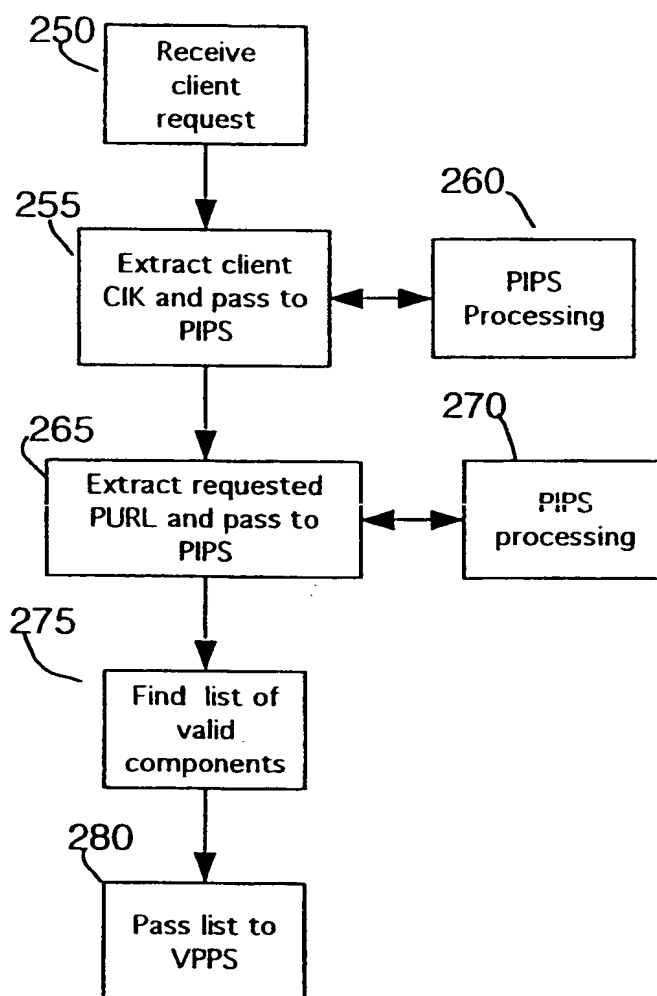 250
Receive
client
request
255
Extract client
CIK and pass to
PIPS
260
PIPS
Processing
265
Extract requested
PURL and pass to
PIPS
270
PIPS
processing
275
Find list of
valid
components
280
Pass list to
VPPS